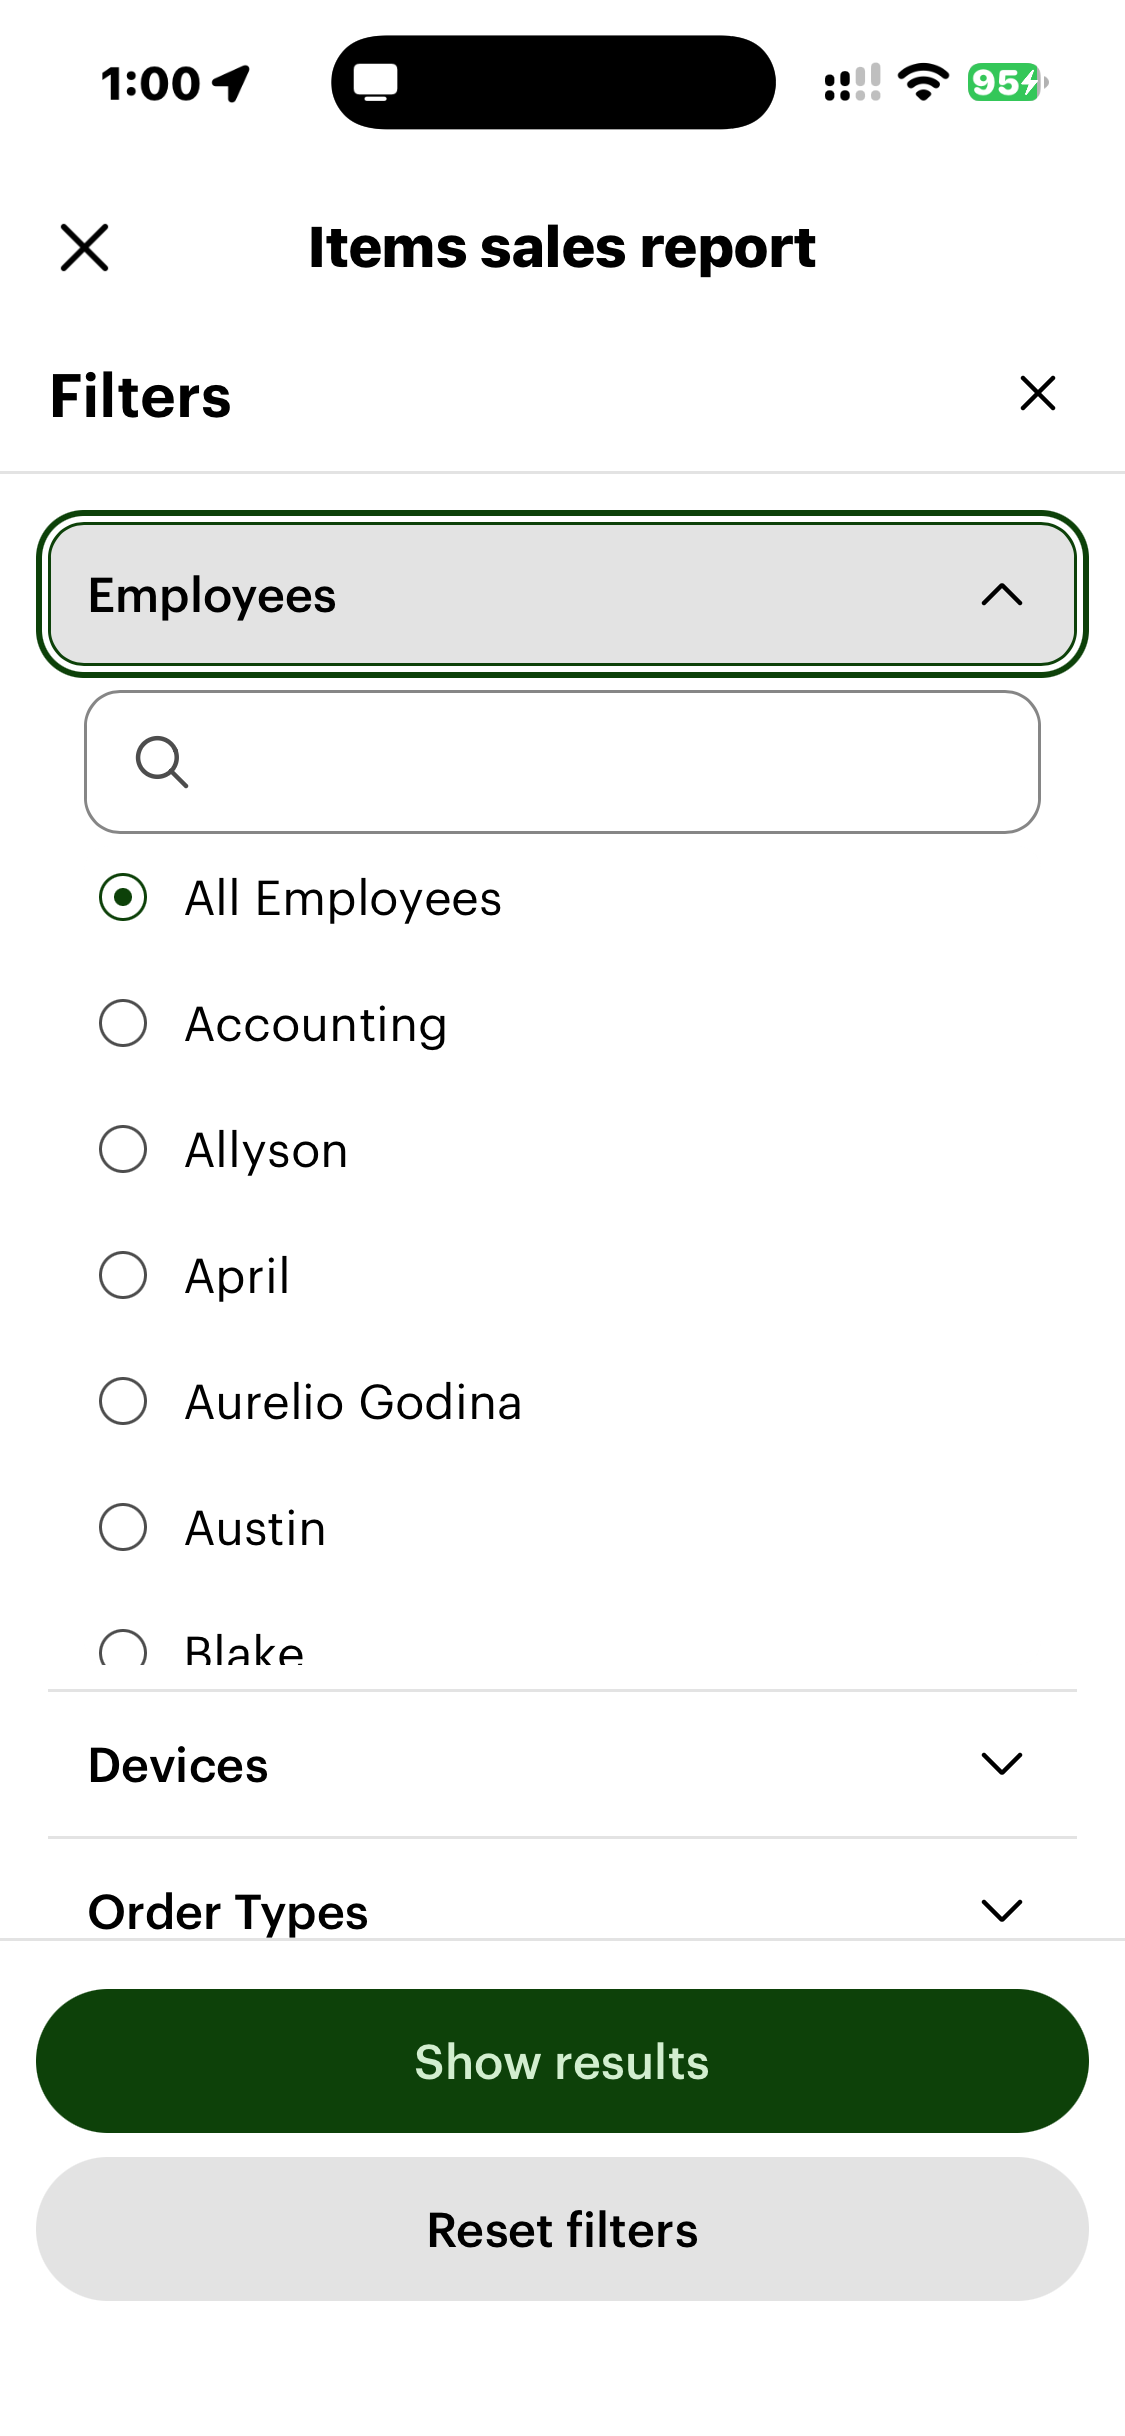 1:00
95
Items sales report
Filters
Employees
All Employees
Accounting
Allyson
April
Aurelio Godina
Austin
Blake
Devices
Order Types
Show results
Reset filters